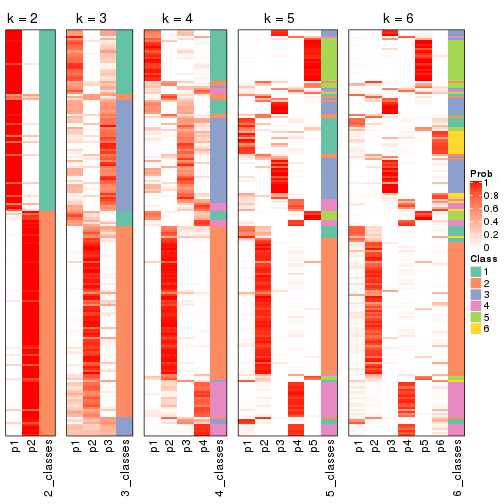 k = 2
k = 3
k = 4
k = 5
k = 6
p1
p2
2_classes
p1
p2
p3
3_classes
p1
p2
p3
p4
4_classes
p1
p2
p3
p4
p5
5_classes
p1
p2
p3
p4
p5
p6
6_classes
Prob
1
0.8
0.6
0.4
0.2
0
Class
1
2
3
4
5
6